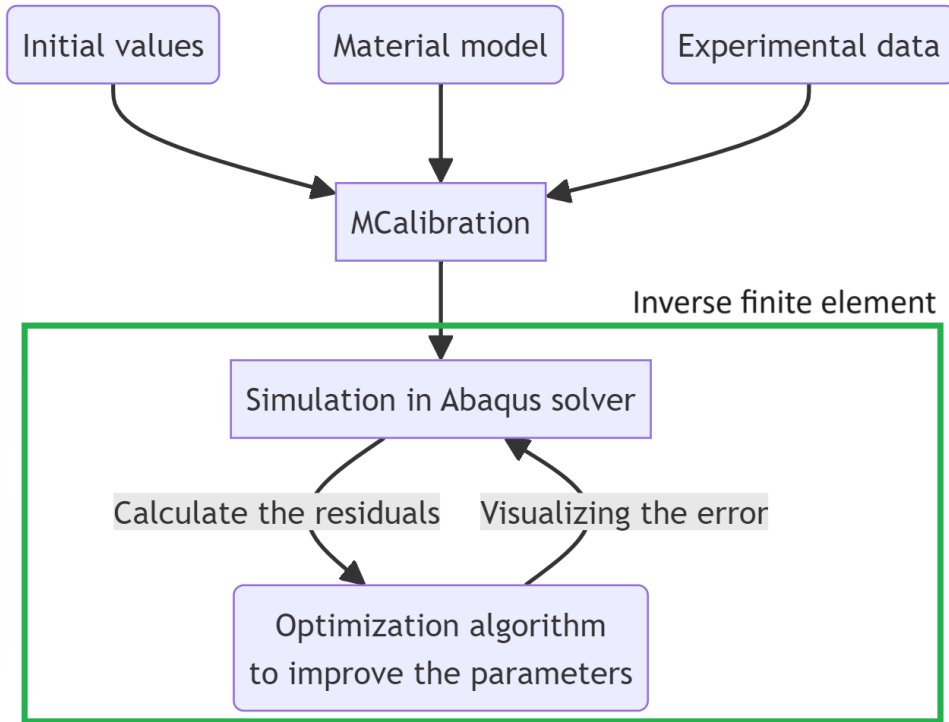 Initial values
Material model
Experimental data
MCalibration
Inverse finite element
Simulation in Abaqus solver
Calculate the residuals
Visualizing the error
Optimization algorithm
to improve the parameters